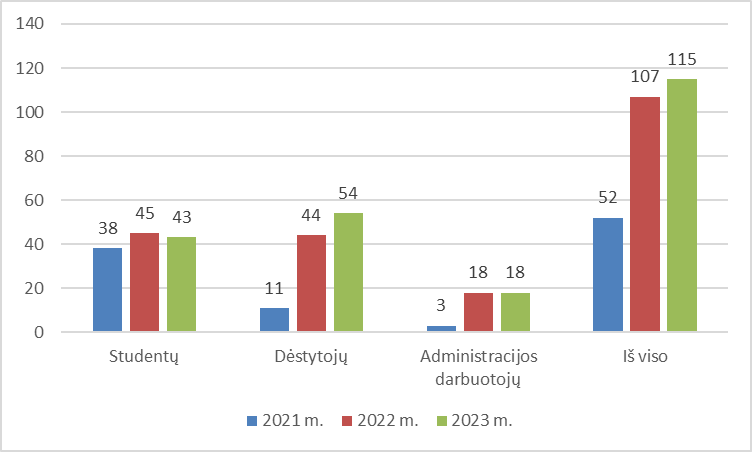 140
120
100
80
60
40
20
0
38 45 43
11 44 54
3 18 18
52 107 115
Studentų
Dėstytojų
Administracijos
darbuotojų
Iš viso
2021 m. 2022 m. 2023 m.